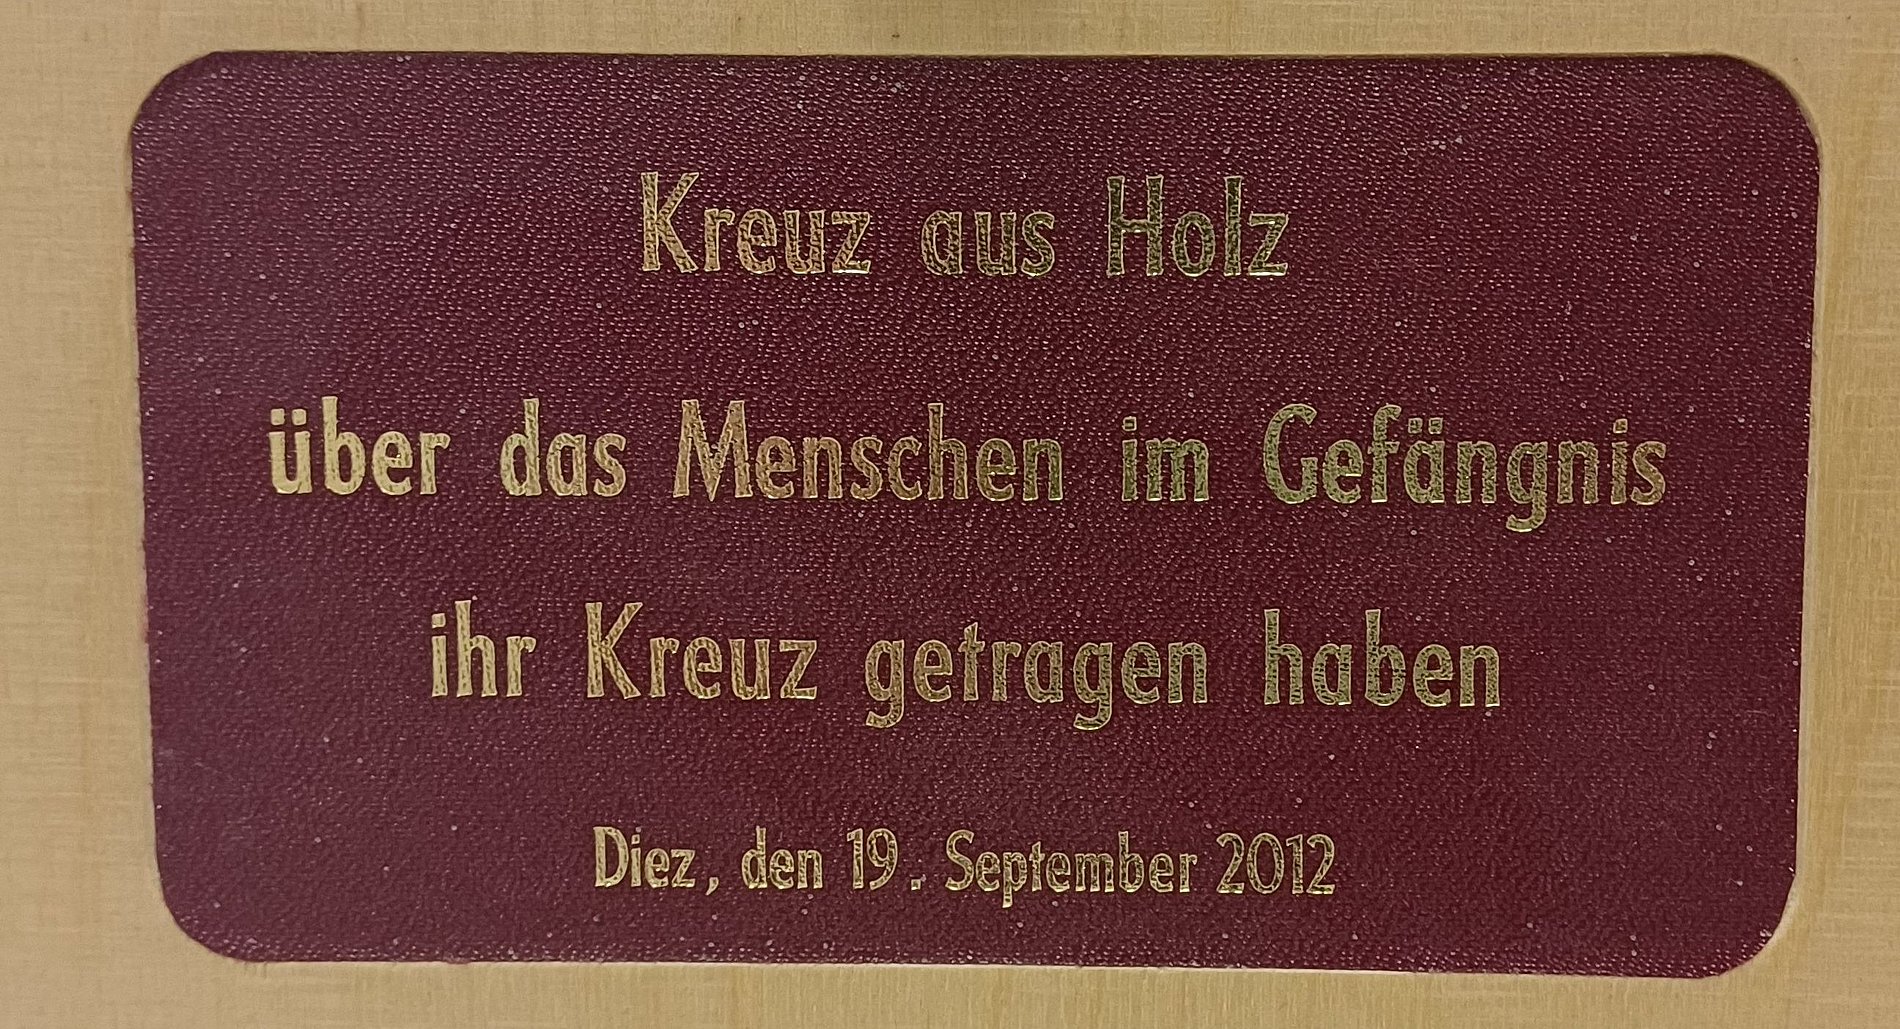 Kreuz aus Holz
über das Menschen im Gefängnis
ihr Kreuz getragen haben
Diez, den 19. September 2012